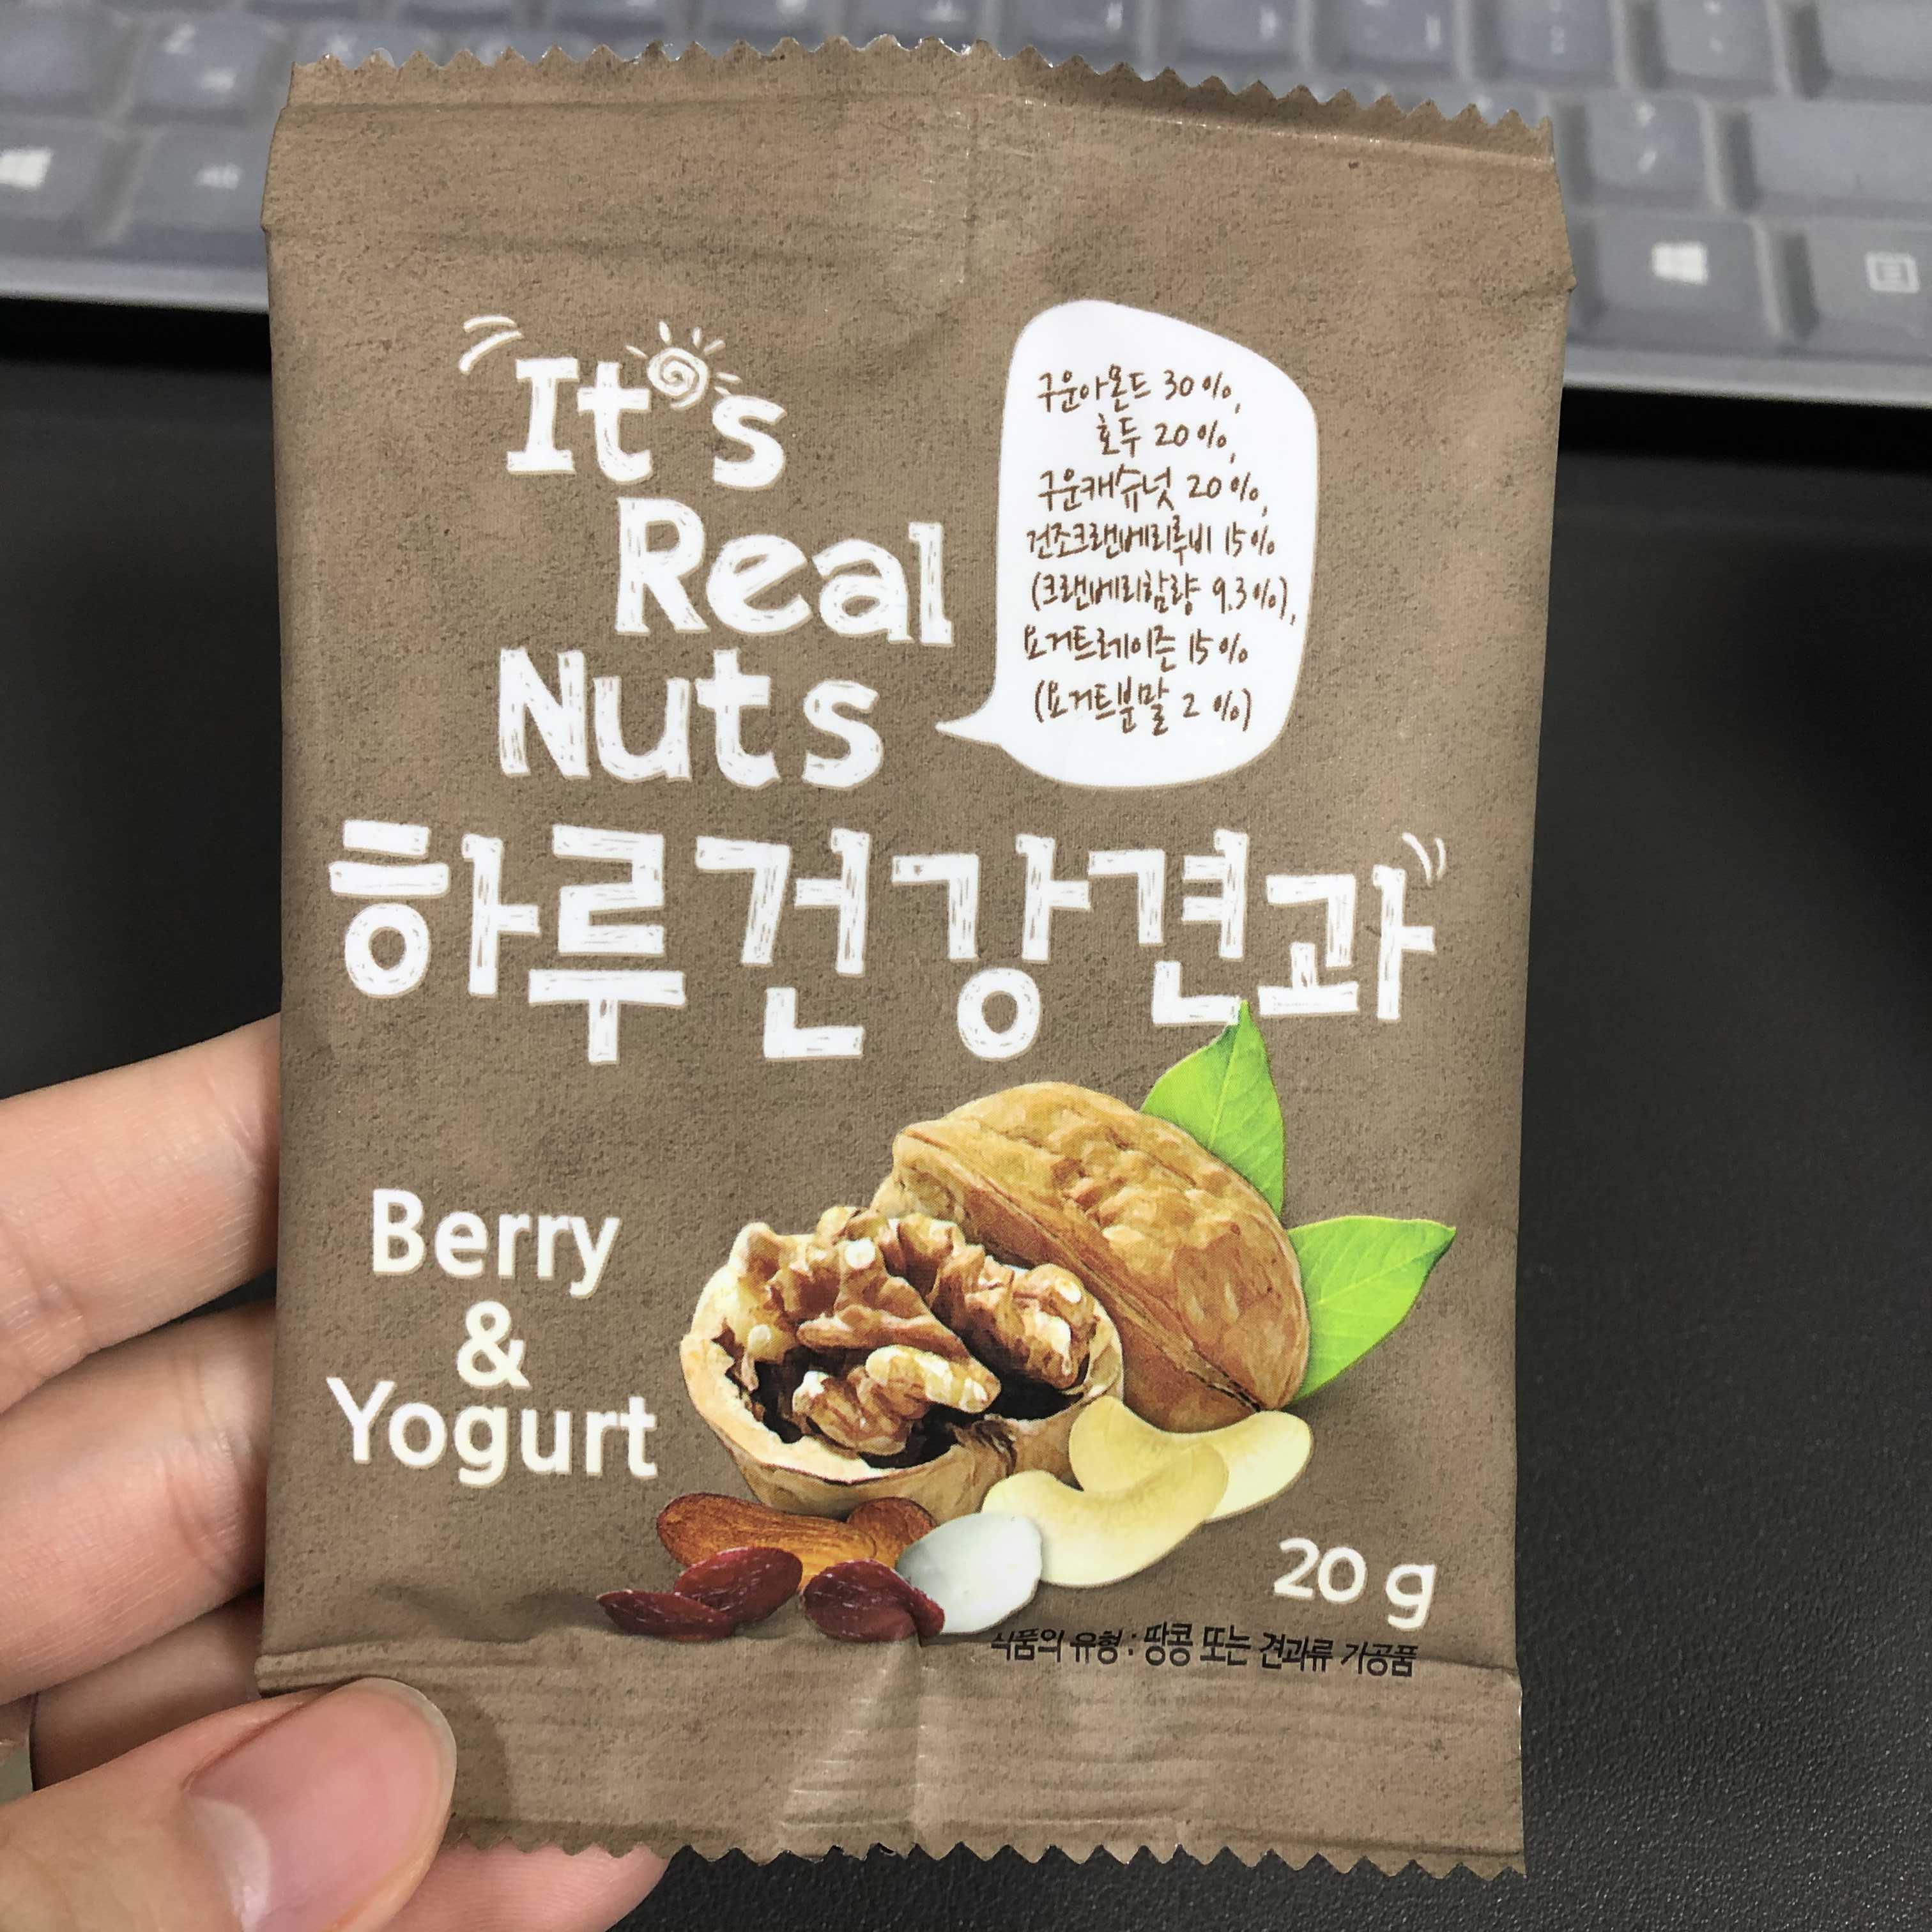 It's
Real
Nuts
하루건강견과
구운아몬드 30%,
호두 20%,
구운캐슈넛 20%,
건조크랜베리루비 15%
(크랜베리함량 9.3%),
요거트레이즌 15%
(요거트분말 2%)
Berry
&
Yogurt
20 g
식품의 유형 : 땅콩 또는 견과류 가공품